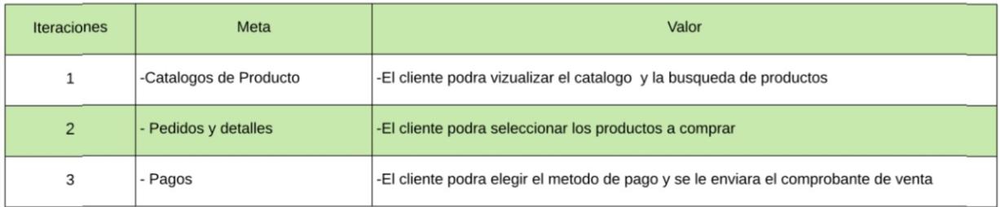 Iteraciones Meta Valor
1 -Catalogos de Producto -El cliente podra vizualizar el catalogo y la busqueda de productos
2 - Pedidos y detalles -El cliente podra seleccionar los productos a comprar
3 - Pagos -El cliente podra elegir el metodo de pago y se le enviara el comprobante de venta